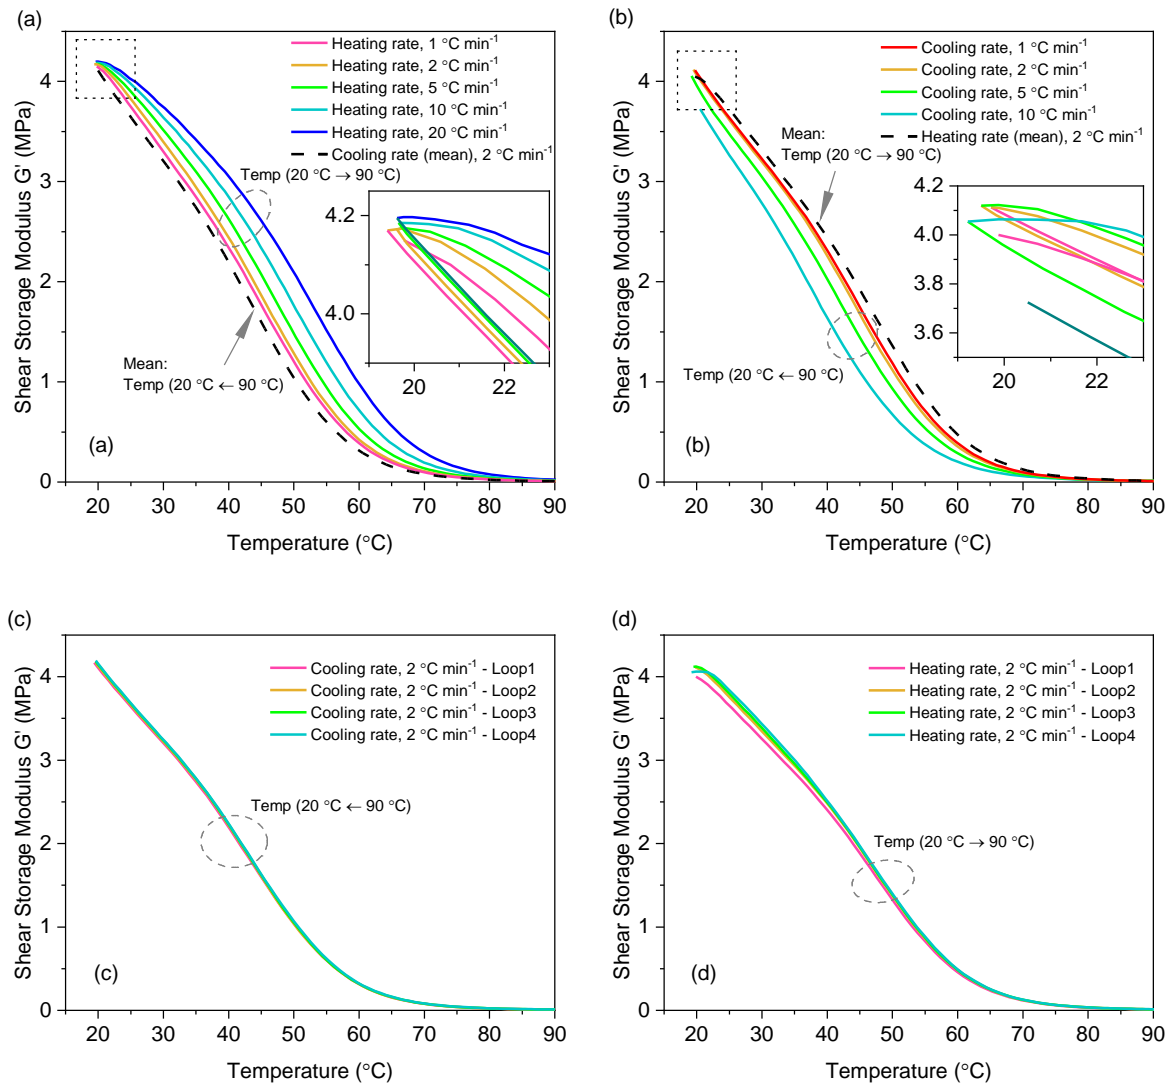 (a)
Shear Storage Modulus G' (MPa)
4
3
2
1
0
Heating rate, 1 °C min⁻¹
Heating rate, 2 °C min⁻¹
Heating rate, 5 °C min⁻¹
Heating rate, 10 °C min⁻¹
Heating rate, 20 °C min⁻¹
Cooling rate (mean), 2 °C min⁻¹
Temp (20 °C → 90 °C)
4.2
4.0
20 22
Mean:
Temp (20 °C ← 90 °C)
(a)
20 30 40 50 60 70 80 90
Temperature (°C)
(b)
Shear Storage Modulus G' (MPa)
4
3
2
1
0
Cooling rate, 1 °C min⁻¹
Cooling rate, 2 °C min⁻¹
Cooling rate, 5 °C min⁻¹
Cooling rate, 10 °C min⁻¹
Heating rate (mean), 2 °C min⁻¹
Mean:
Temp (20 °C → 90 °C)
4.2
4.0
3.8
3.6
20 22
Temp (20 °C ← 90 °C)
(b)
20 30 40 50 60 70 80 90
Temperature (°C)
(c)
Shear Storage Modulus G' (MPa)
4
3
2
1
0
Cooling rate, 2 °C min⁻¹ - Loop1
Cooling rate, 2 °C min⁻¹ - Loop2
Cooling rate, 2 °C min⁻¹ - Loop3
Cooling rate, 2 °C min⁻¹ - Loop4
Temp (20 °C ← 90 °C)
(c)
20 30 40 50 60 70 80 90
Temperature (°C)
(d)
Shear Storage Modulus G' (MPa)
4
3
2
1
0
Heating rate, 2 °C min⁻¹ - Loop1
Heating rate, 2 °C min⁻¹ - Loop2
Heating rate, 2 °C min⁻¹ - Loop3
Heating rate, 2 °C min⁻¹ - Loop4
Temp (20 °C → 90 °C)
(d)
20 30 40 50 60 70 80 90
Temperature (°C)